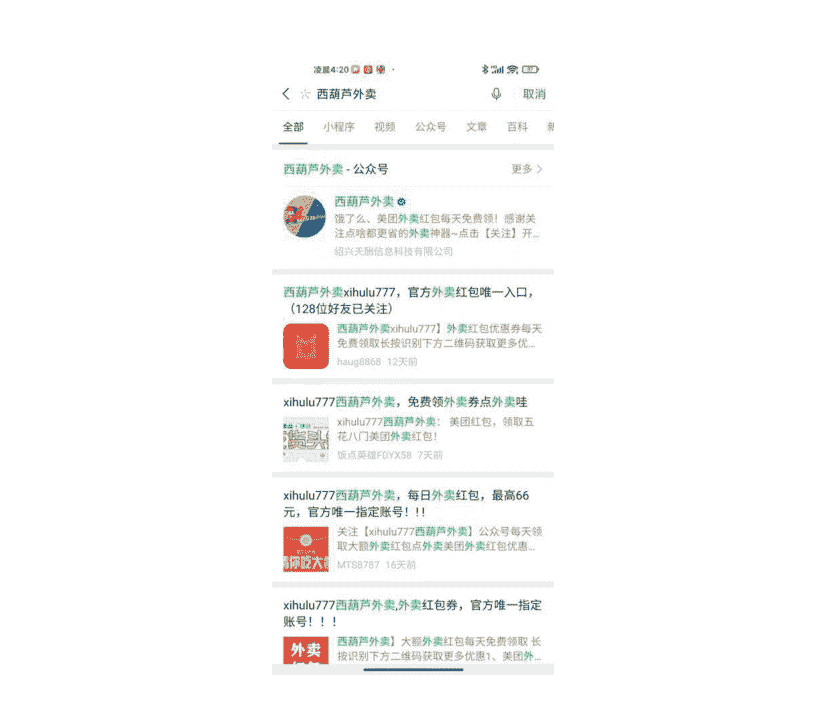 凌晨4:20
西葫芦外卖 取消
全部 小程序 视频 公众号 文章 百科
西葫芦外卖 - 公众号 更多
西葫芦外卖
饿了么、美团外卖红包每天免费领！感谢关
注点啥都更省的外卖神器~点击【关注】开...
绍兴天酬信息科技有限公司
西葫芦外卖xihulu777，官方外卖红包唯一入口，
（128位好友已关注）
西葫芦外卖xihulu777】外卖红包优惠券每天
免费领取长按识别下方二维码获取更多优...
haug8868 12天前
xihulu777西葫芦外卖，免费领外卖券点外卖哇
xihulu777西葫芦外卖： 美团红包，领取五
花八门美团外卖红包！
饭点英雄FDYX58 7天前
xihulu777西葫芦外卖，每日外卖红包，最高66
元，官方唯一指定账号！!！
关注【xihulu777西葫芦外卖】公众号每天领
取大额外卖红包点外卖美团外卖红包优惠...
MTS8787 16天前
xihulu777西葫芦外卖,外卖红包券，官方唯一指定
账号！！！
外卖
西葫芦外卖】大额外卖红包每天免费领取 长
按识别下方二维码获取更多优惠1、美团外...